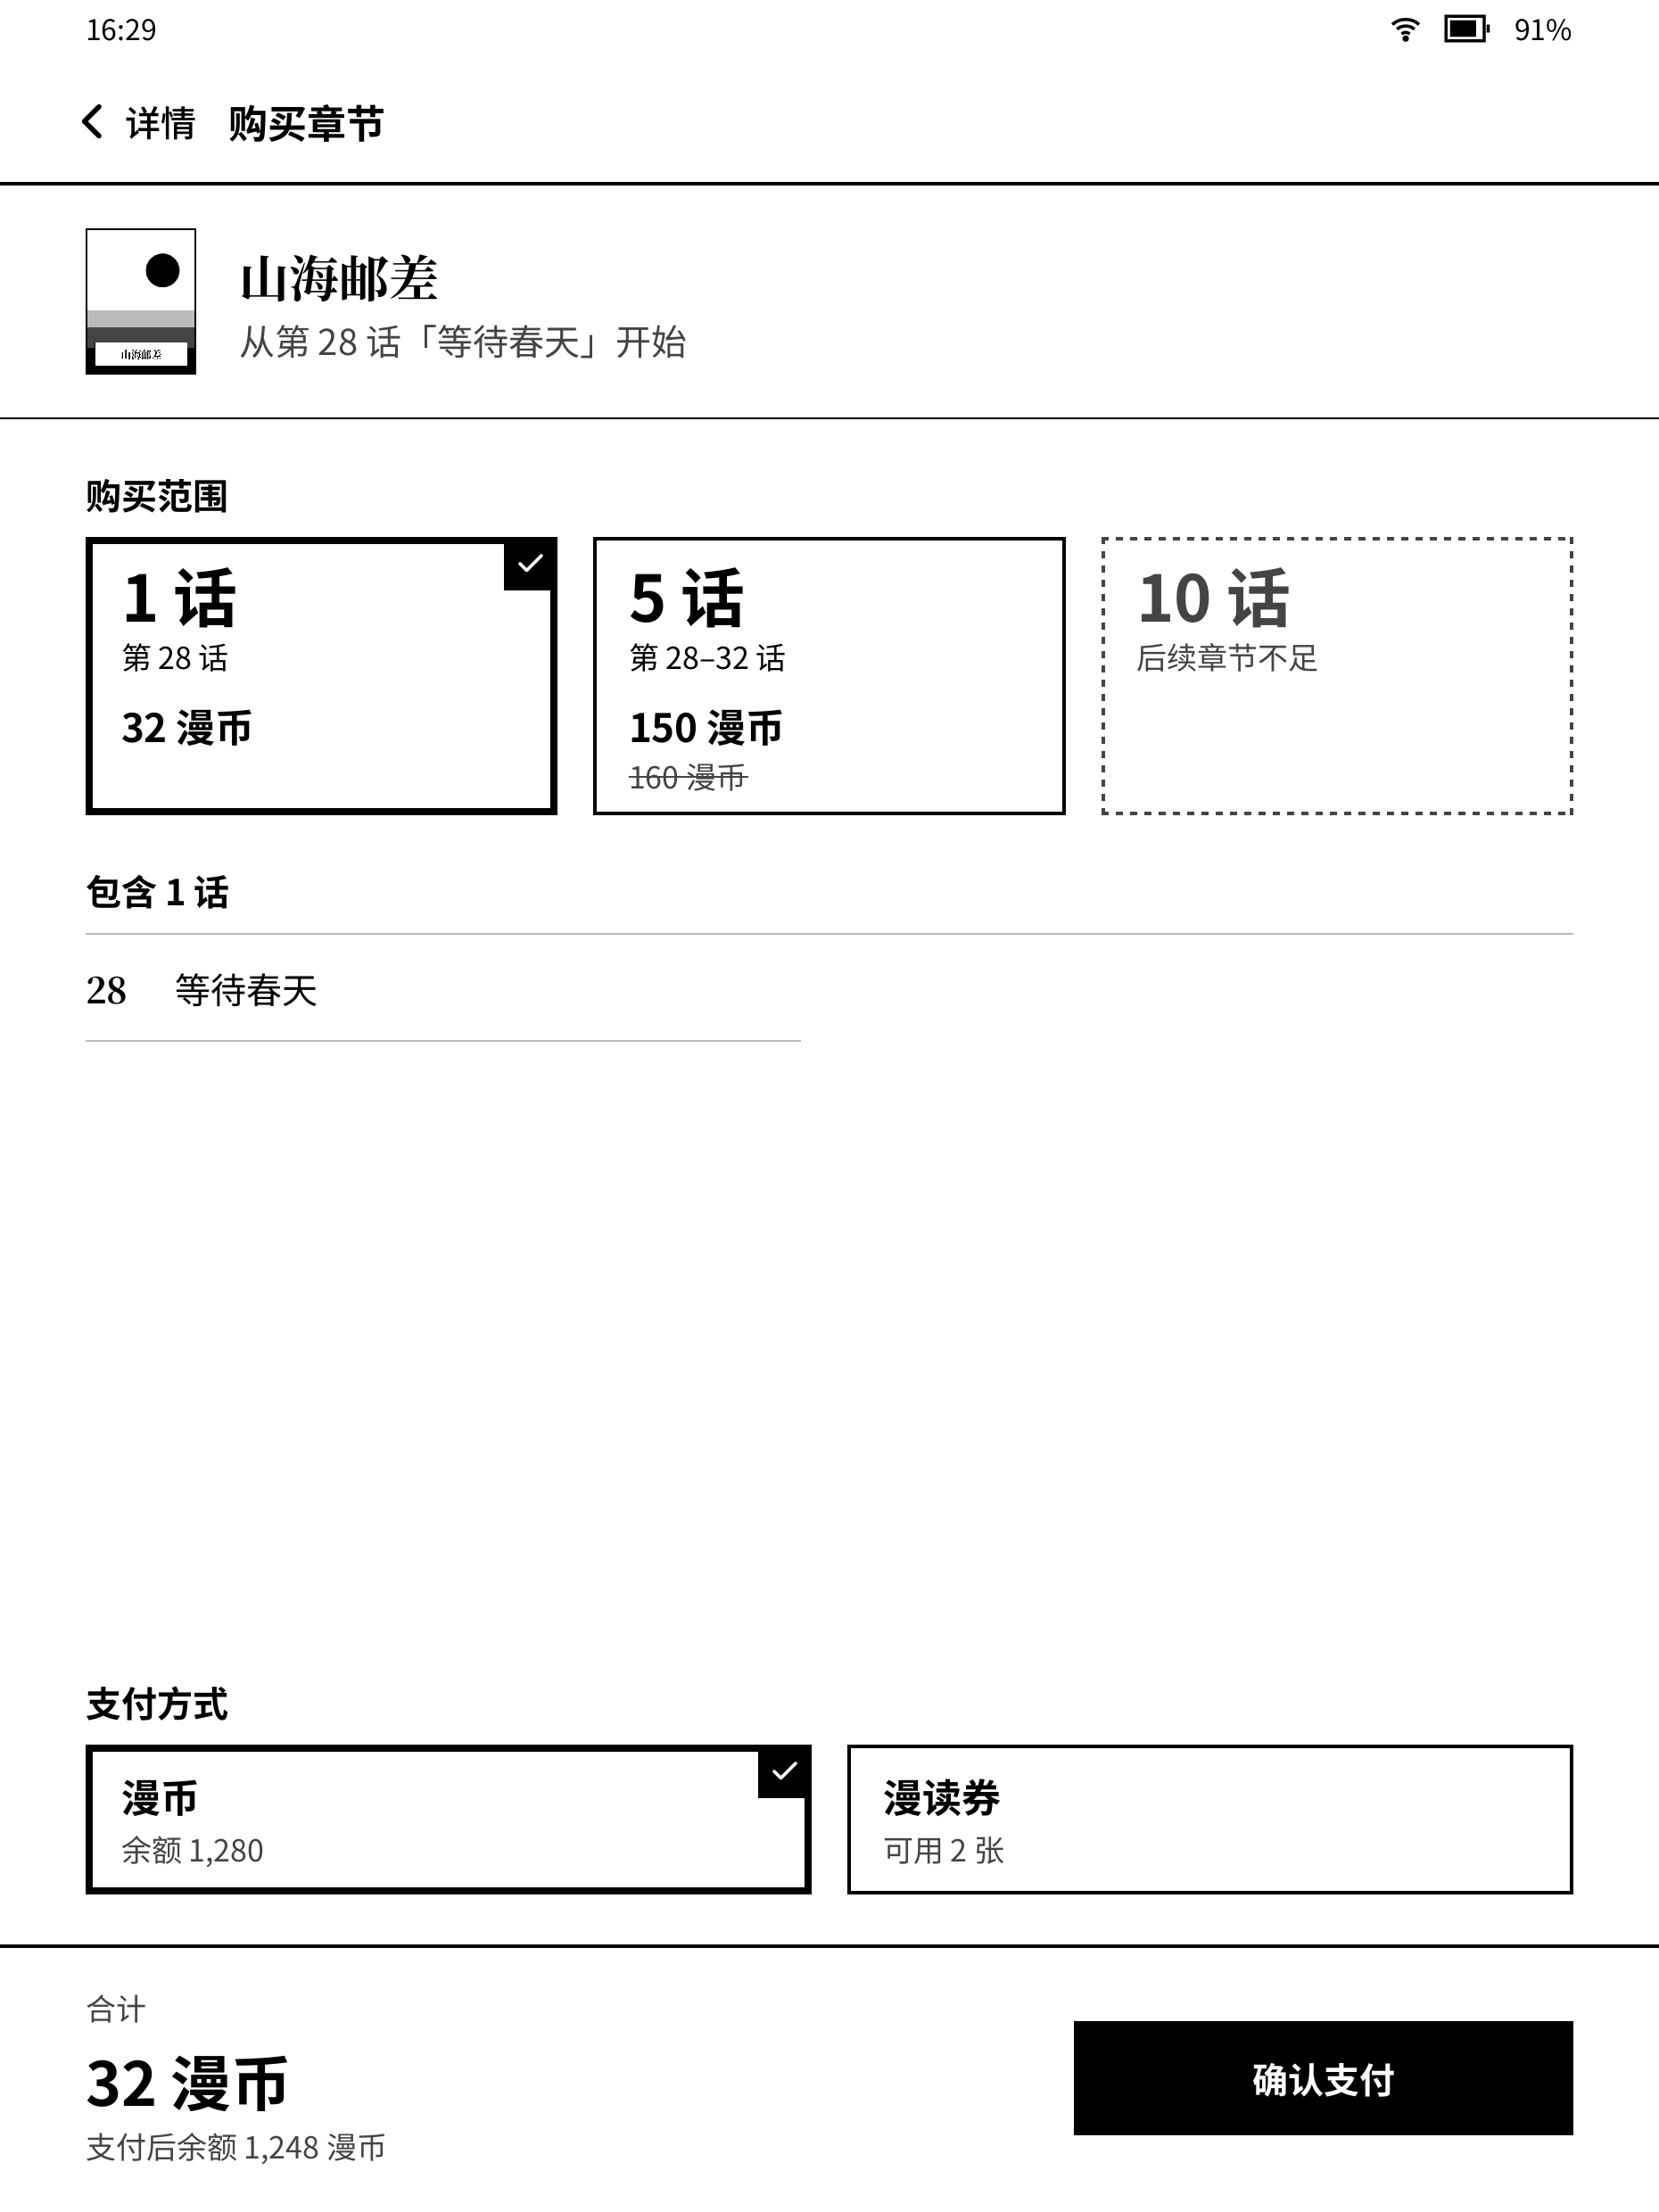 16:29
91%
详情 购买章节
山海邮差
从第 28 话「等待春天」开始
山海邮差
购买范围
1 话
第 28 话
32 漫币
5 话
第 28–32 话
150 漫币
160 漫币
10 话
后续章节不足
包含 1 话
28 等待春天
支付方式
漫币
余额 1,280
漫读券
可用 2 张
合计
32 漫币
支付后余额 1,248 漫币
确认支付